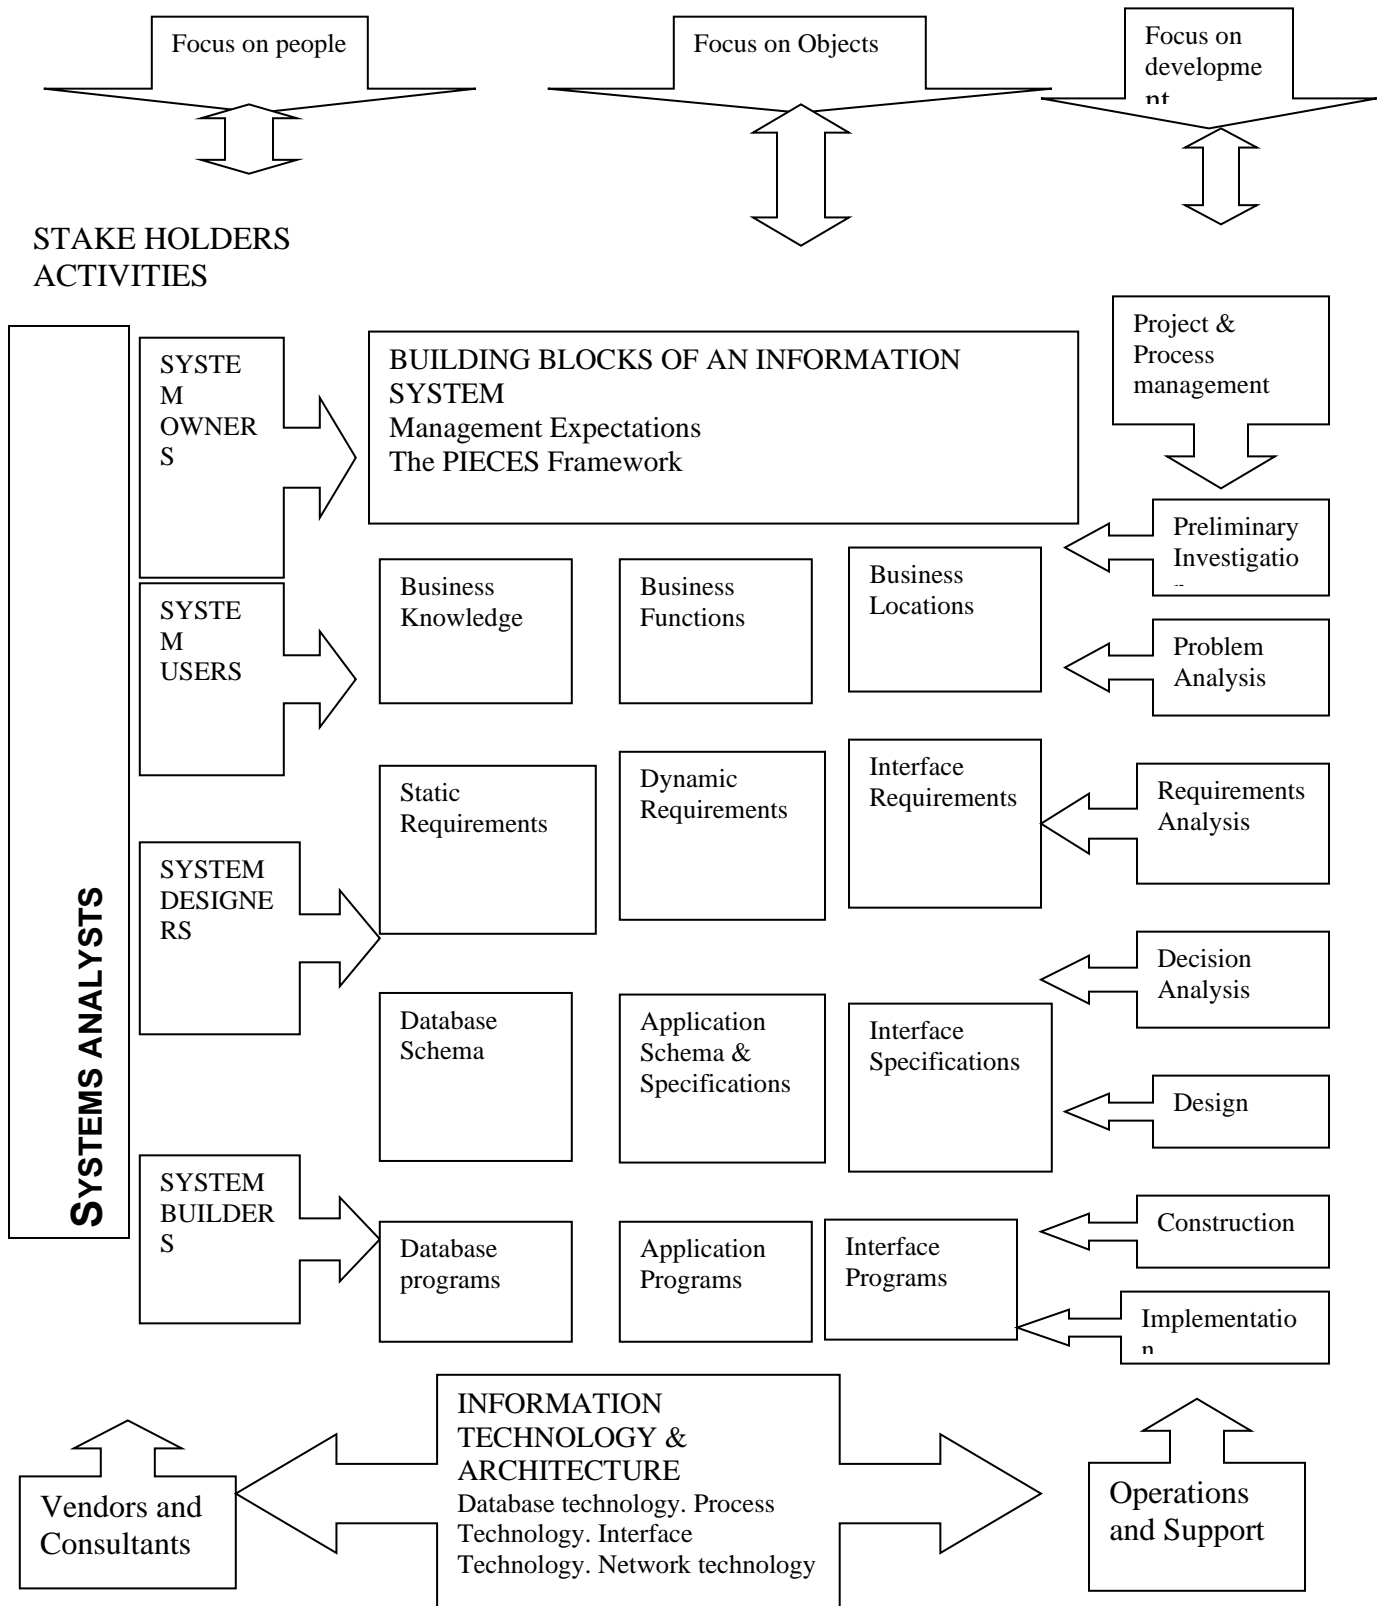 Focus on people
Focus on Objects
Focus on
developme
nt
STAKE HOLDERS
ACTIVITIES
SYSTEMS ANALYSTS
SYSTE
M
OWNER
S
BUILDING BLOCKS OF AN INFORMATION
SYSTEM
Management Expectations
The PIECES Framework
Project &
Process
management
Preliminary
Investigatio
n
SYSTE
M
USERS
Business
Knowledge
Business
Functions
Business
Locations
Problem
Analysis
Static
Requirements
Dynamic
Requirements
Interface
Requirements
Requirements
Analysis
SYSTEM
DESIGNE
RS
Decision
Analysis
Database
Schema
Application
Schema &
Specifications
Interface
Specifications
Design
SYSTEM
BUILDER
S
Database
programs
Application
Programs
Interface
Programs
Construction
Implementatio
n
Vendors and
Consultants
INFORMATION
TECHNOLOGY &
ARCHITECTURE
Database technology. Process
Technology. Interface
Technology. Network technology
Operations
and Support